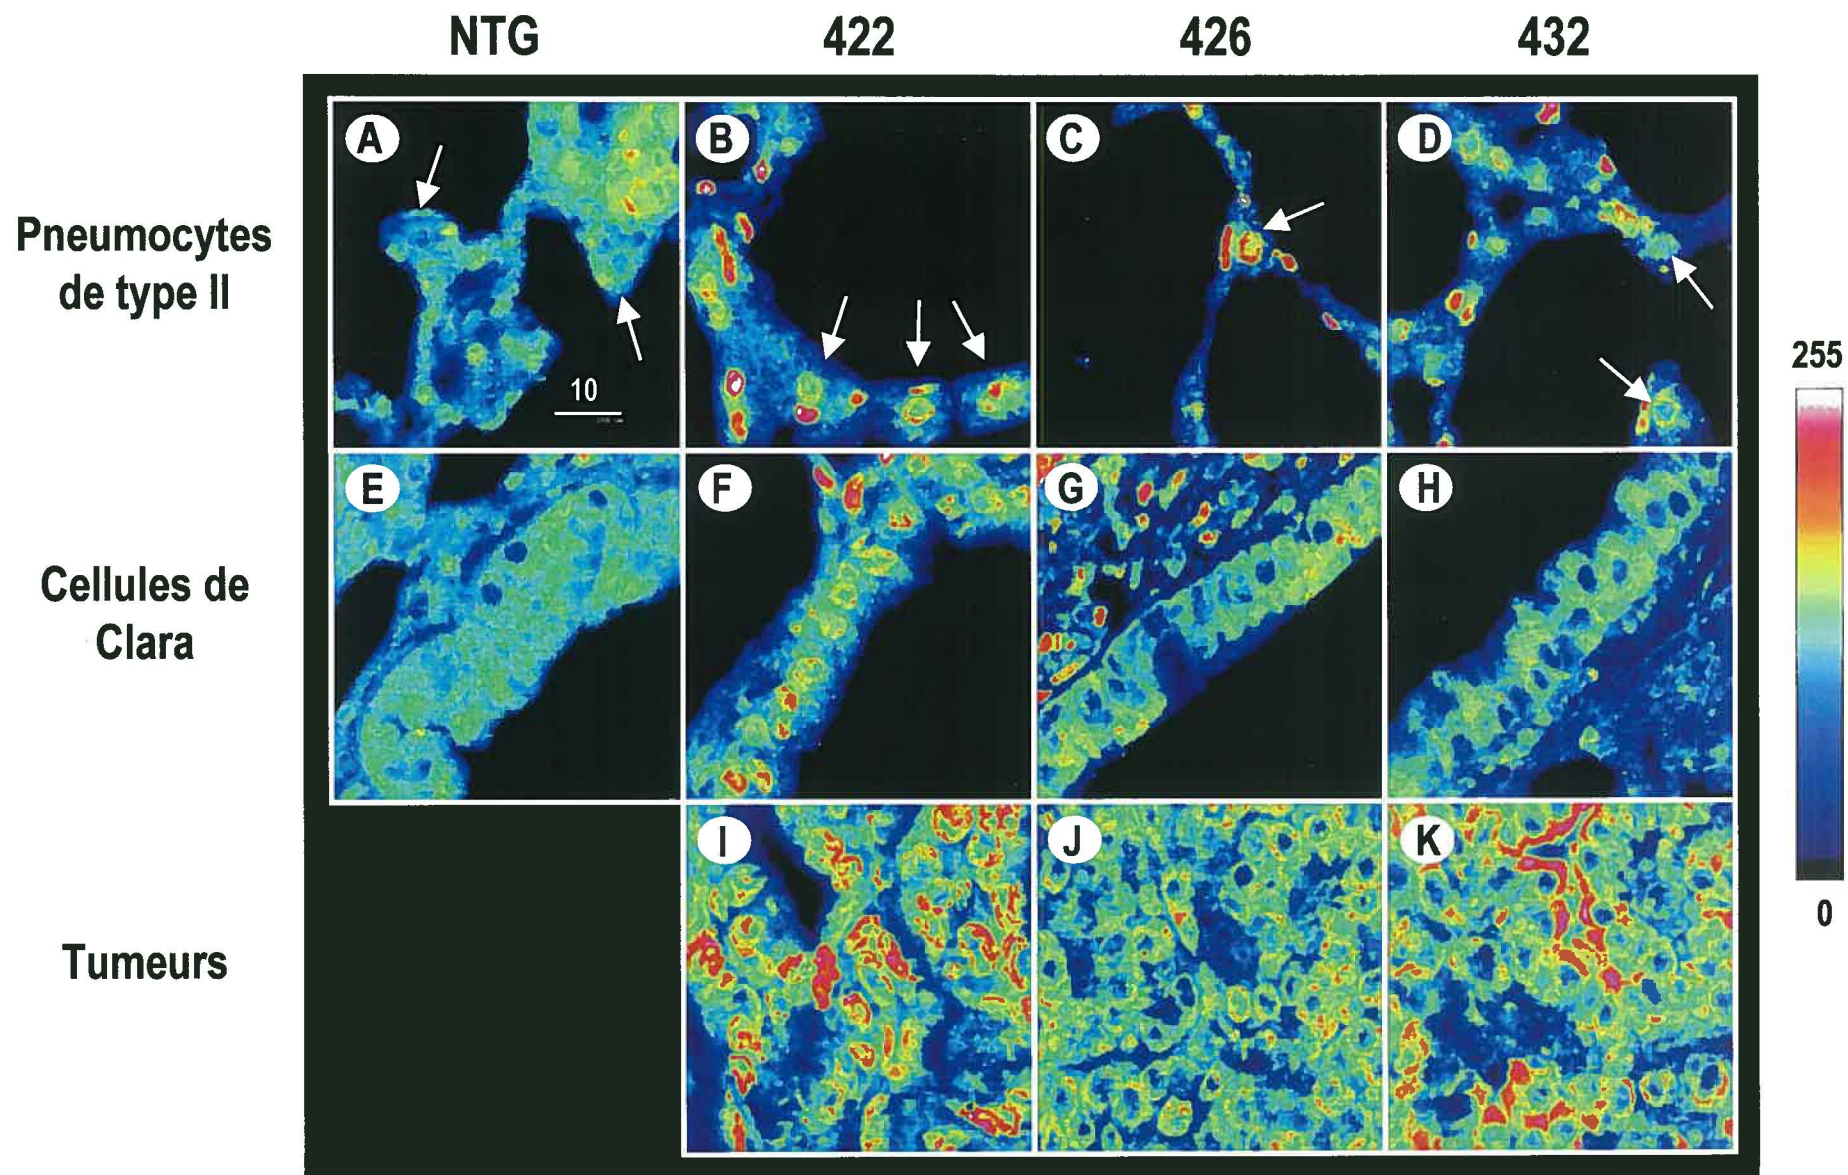 NTG 422 426 432
A B C D
Pneumocytes
de type II
10
255
E F G H
Cellules de
Clara
0
I J K
Tumeurs